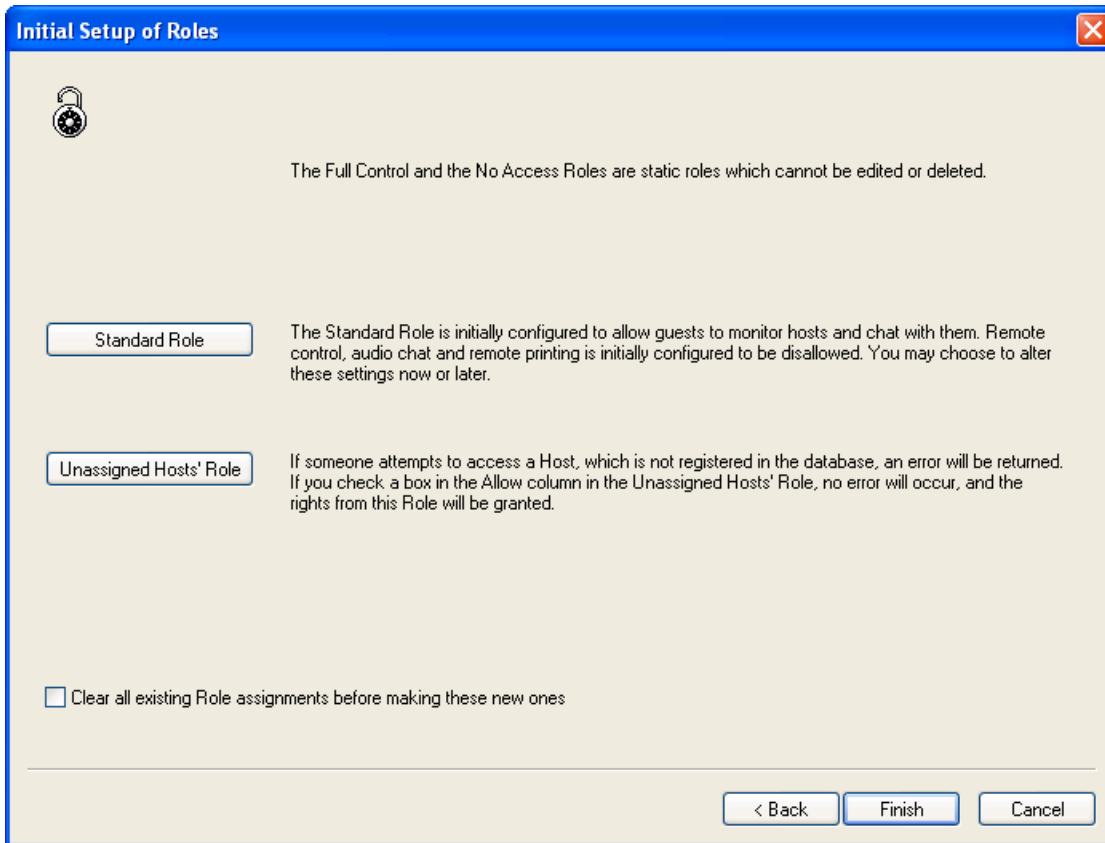 Initial Setup of Roles
The Full Control and the No Access Roles are static roles which cannot be edited or deleted.
Standard Role
The Standard Role is initially configured to allow guests to monitor hosts and chat with them. Remote
control, audio chat and remote printing is initially configured to be disallowed. You may choose to alter
these settings now or later.
Unassigned Hosts' Role
If someone attempts to access a Host, which is not registered in the database, an error will be returned.
If you check a box in the Allow column in the Unassigned Hosts' Role, no error will occur, and the
rights from this Role will be granted.
Clear all existing Role assignments before making these new ones
< Back
Finish
Cancel